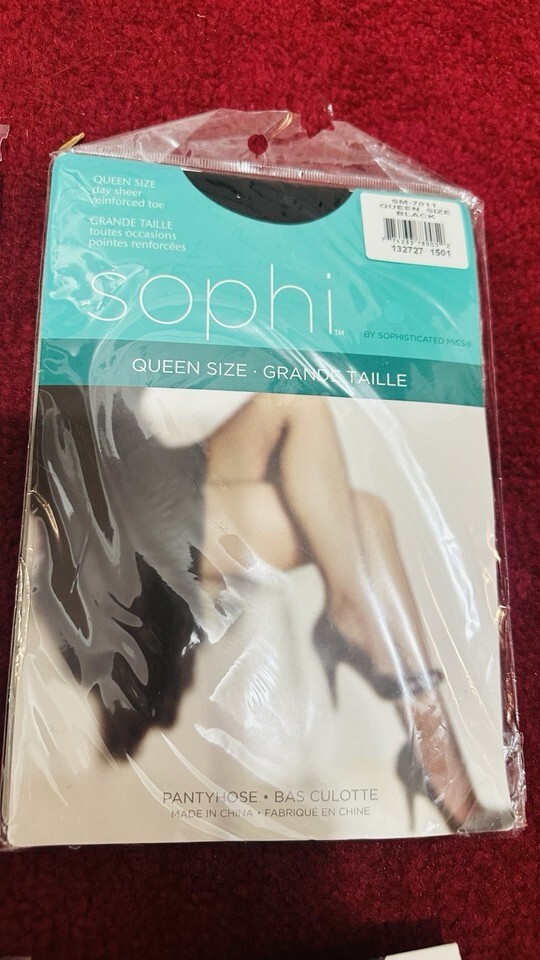 QUEEN SIZE
day sheer
reinforced toe
GRANDE TAILLE
toutes occasions
pointes renforcées
SM-7011
QUEEN SIZE
BLACK
132727 1501
sophi™
BY SOPHISTICATED MISS®
QUEEN SIZE · GRANDE TAILLE
PANTYHOSE • BAS CULOTTE
MADE IN CHINA • FABRIQUÉ EN CHINE